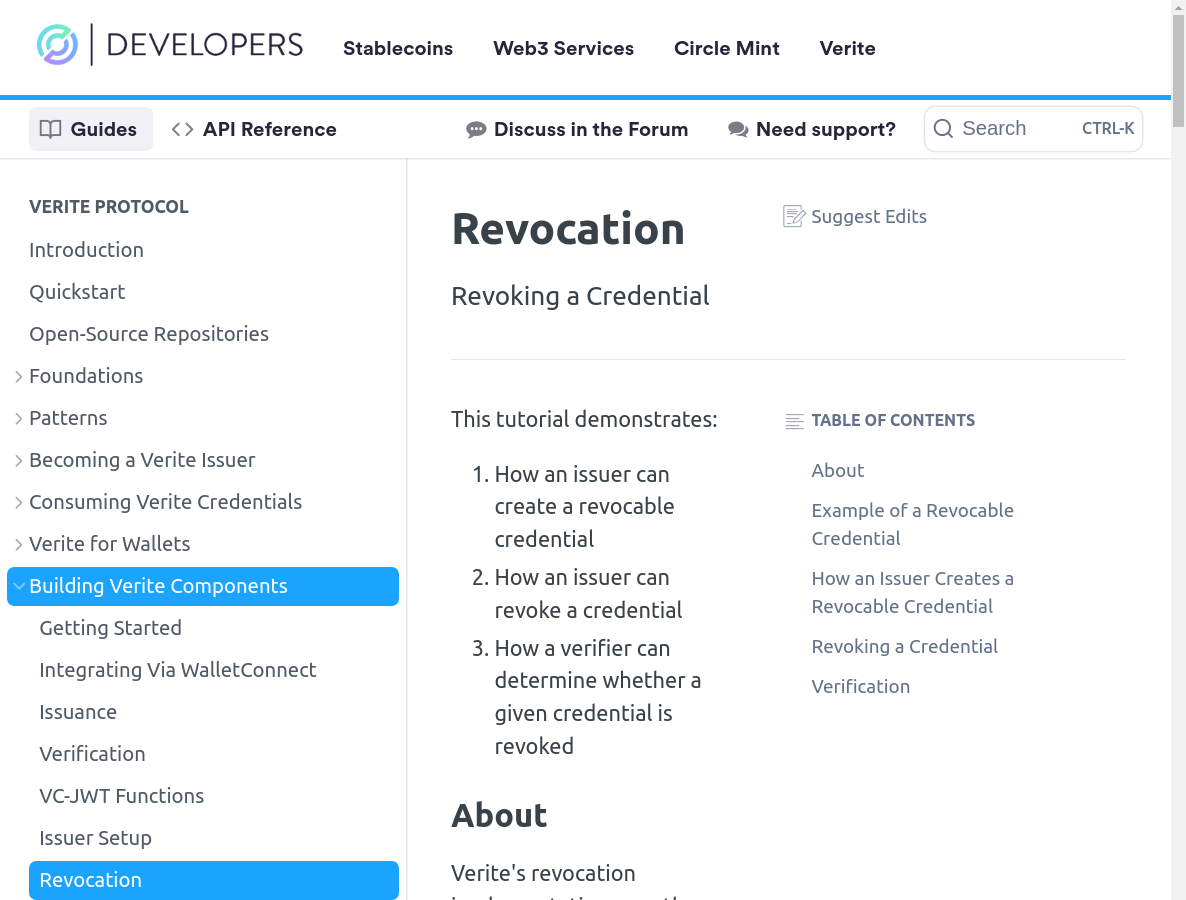 DEVELOPERS
Stablecoins
Web3 Services
Circle Mint
Verite
Guides
API Reference
Discuss in the Forum
Need support?
Search
CTRL-K
VERITE PROTOCOL
Introduction
Quickstart
Open-Source Repositories
Foundations
Patterns
Becoming a Verite Issuer
Consuming Verite Credentials
Verite for Wallets
Building Verite Components
Getting Started
Integrating Via WalletConnect
Issuance
Verification
VC-JWT Functions
Issuer Setup
Revocation
Revocation
Suggest Edits
Revoking a Credential
This tutorial demonstrates:
1. How an issuer can
create a revocable
credential
2. How an issuer can
revoke a credential
3. How a verifier can
determine whether a
given credential is
revoked
About
Verite's revocation
TABLE OF CONTENTS
About
Example of a Revocable
Credential
How an Issuer Creates a
Revocable Credential
Revoking a Credential
Verification